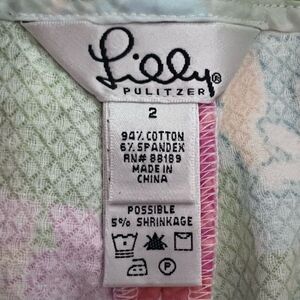 Lilly®
PULITZER
2
94% COTTON
6% SPANDEX
RN# 88189
MADE IN
CHINA
POSSIBLE
5% SHRINKAGE
P